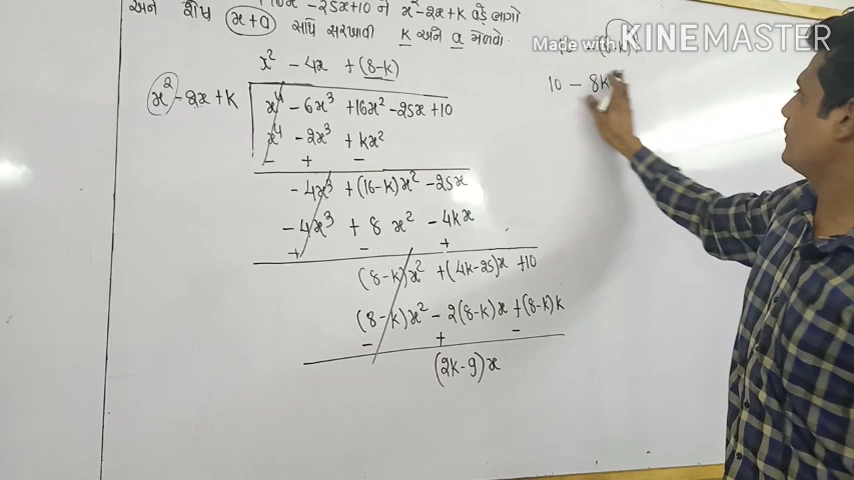 +16x² - 25x + 10 ને x² - 2x + k વડે ભાગો
અને શેષ (x+a) સાથે સરખાવી k અને a મેળવો.
x² - 4x + (8-k)
x² - 2x + k
x⁴ - 6x³ + 16x² - 25x + 10
x⁴ - 2x³ + kx²
- + -
- 4x³ + (16-k)x² - 25x
- 4x³ + 8x² - 4kx
+ - +
(8-k)x² + (4k-25)x + 10
(8-k)x² - 2(8-k)x + (8-k)k
- + -
(2k-9)x
10 - 8k
Made with KINEMASTER